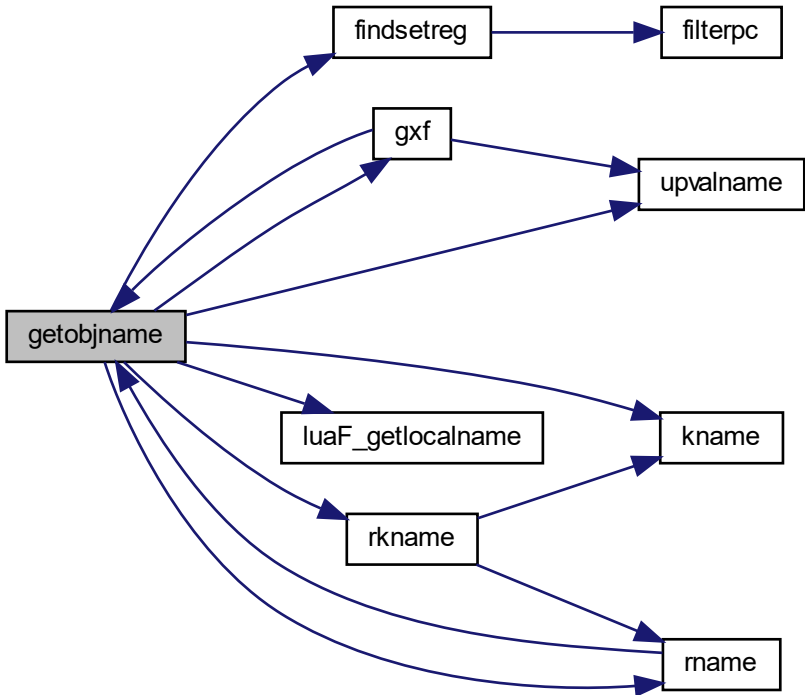 findsetreg
filterpc
gxf
upvalname
getobjname
luaF_getlocalname
kname
rkname
rname